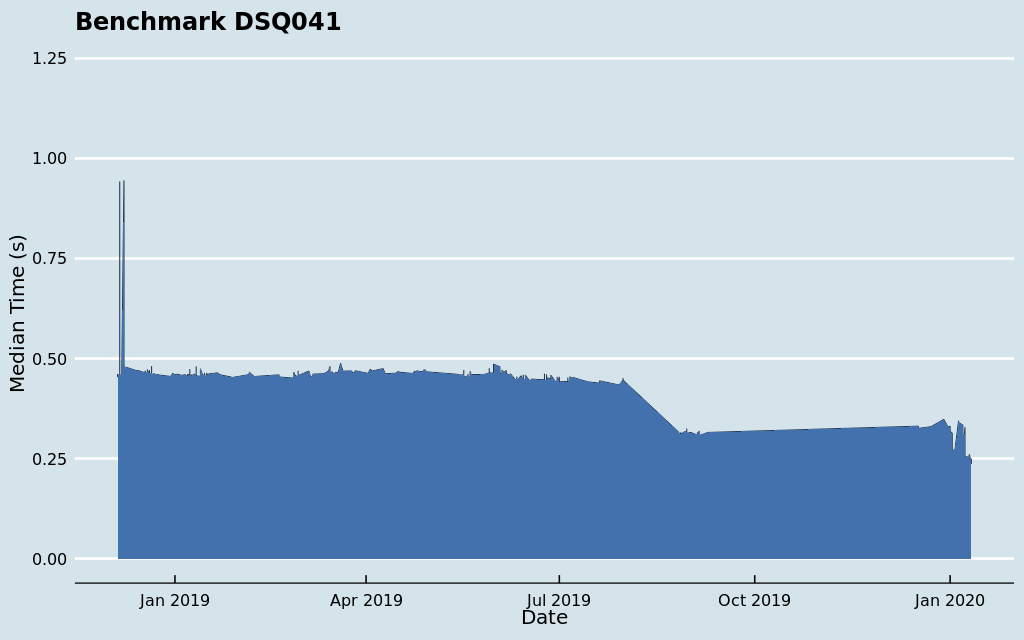 Benchmark DSQ041
1.25
1.00
0.75
0.50
0.25
0.00
Median Time (s)
Jan 2019
Apr 2019
Jul 2019
Oct 2019
Jan 2020
Date